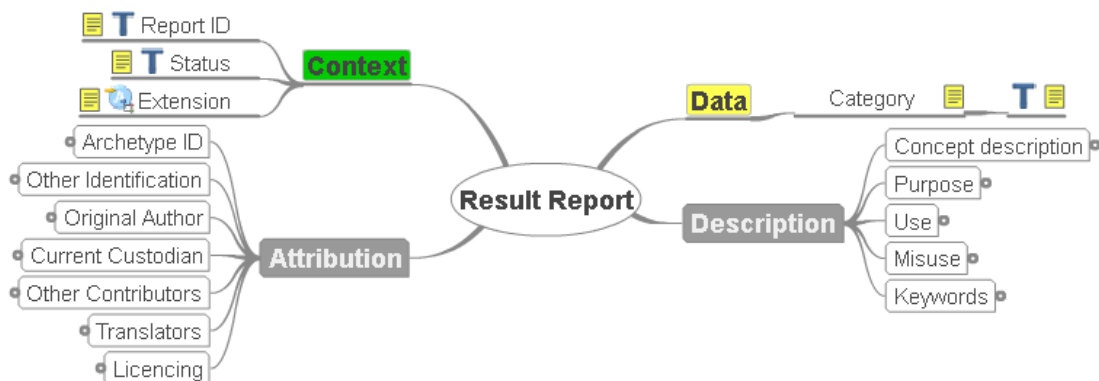 Report ID
Status
Extension
Context
Archetype ID
Other Identification
Original Author
Current Custodian
Other Contributors
Translators
Licencing
Attribution
Result Report
Data
Category
Description
Concept description
Purpose
Use
Misuse
Keywords